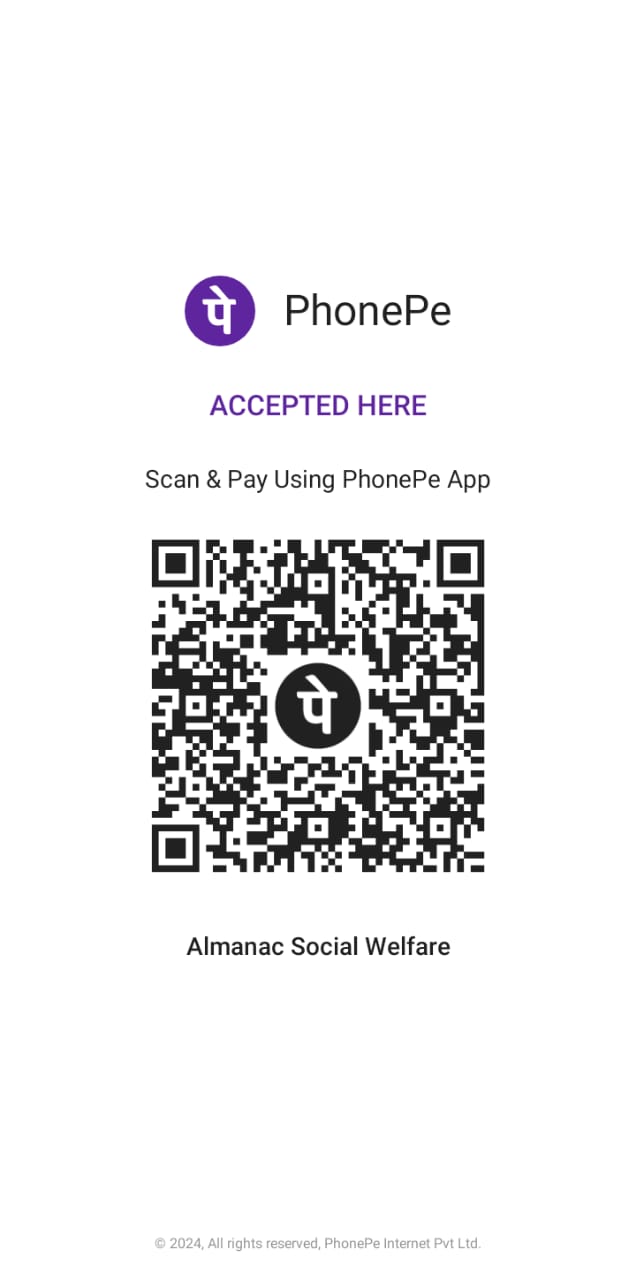 पे PhonePe
ACCEPTED HERE
Scan & Pay Using PhonePe App
पे
Almanac Social Welfare
© 2024, All rights reserved, PhonePe Internet Pvt Ltd.